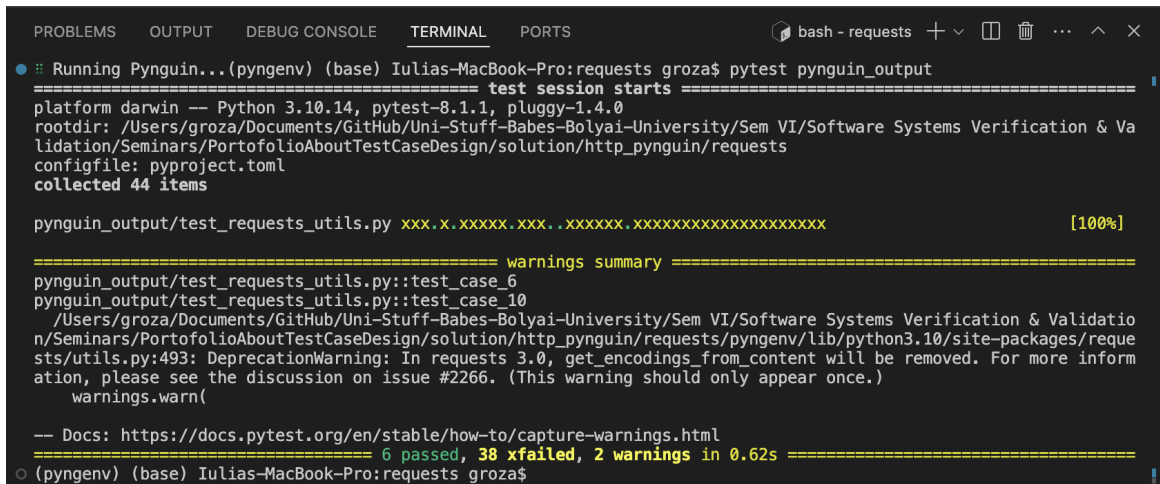 PROBLEMS OUTPUT DEBUG CONSOLE TERMINAL PORTS bash - requests
Running Pynguin...(pyngenv) (base) Iulias-MacBook-Pro:requests groza$ pytest pynguin_output
============================================== test session starts ===============================================
platform darwin -- Python 3.10.14, pytest-8.1.1, pluggy-1.4.0
rootdir: /Users/groza/Documents/GitHub/Uni-Stuff-Babes-Bolyai-University/Sem VI/Software Systems Verification & Va
lidation/Seminars/PortofolioAboutTestCaseDesign/solution/http_pynguin/requests
configfile: pyproject.toml
collected 44 items
pynguin_output/test_requests_utils.py xxx.x.xxxxx.xxx..xxxxxx.xxxxxxxxxxxxxxxxxxxx [100%]
================================================ warnings summary ================================================
pynguin_output/test_requests_utils.py::test_case_6
pynguin_output/test_requests_utils.py::test_case_10
/Users/groza/Documents/GitHub/Uni-Stuff-Babes-Bolyai-University/Sem VI/Software Systems Verification & Validatio
n/Seminars/PortofolioAboutTestCaseDesign/solution/http_pynguin/requests/pyngenv/lib/python3.10/site-packages/reque
sts/utils.py:493: DeprecationWarning: In requests 3.0, get_encodings_from_content will be removed. For more inform
ation, please see the discussion on issue #2266. (This warning should only appear once.)
warnings.warn(
-- Docs: https://docs.pytest.org/en/stable/how-to/capture-warnings.html
=================================== 6 passed, 38 xfailed, 2 warnings in 0.62s ====================================
(pyngenv) (base) Iulias-MacBook-Pro:requests groza$